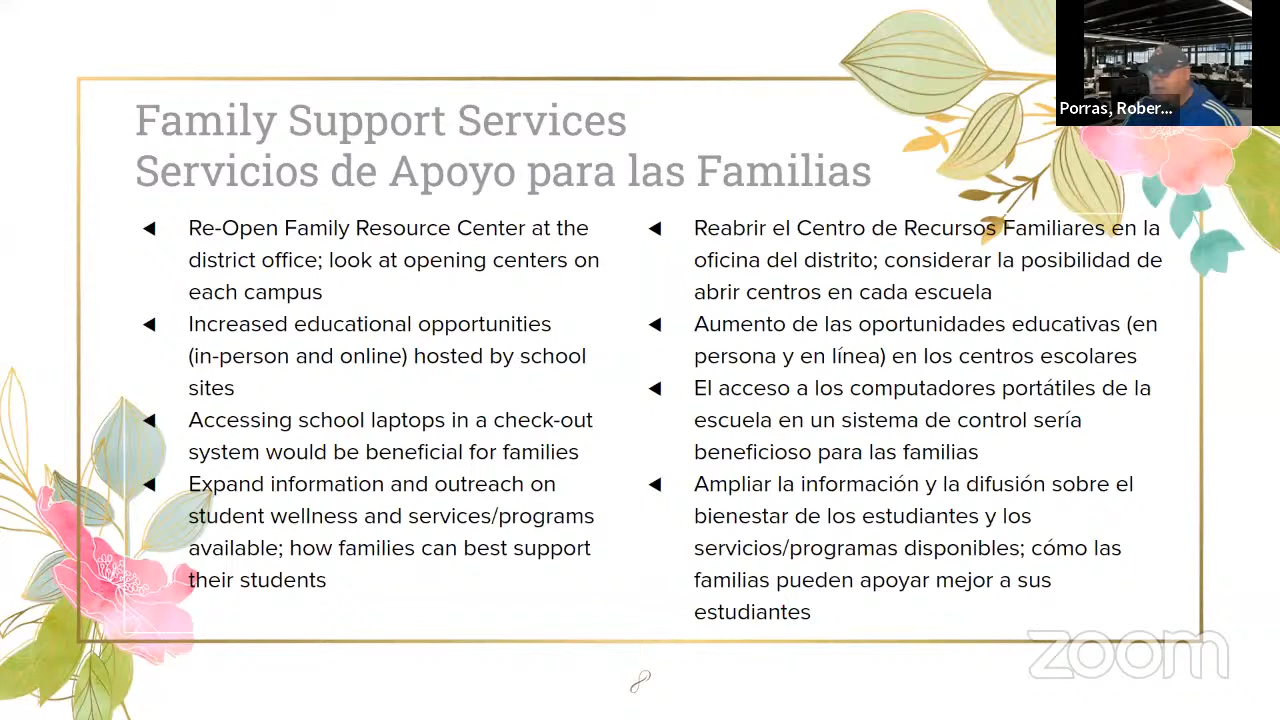 Family Support Services
Servicios de Apoyo para las Familias
Re-Open Family Resource Center at the
district office; look at opening centers on
each campus
Increased educational opportunities
(in-person and online) hosted by school
sites
Accessing school laptops in a check-out
system would be beneficial for families
Expand information and outreach on
student wellness and services/programs
available; how families can best support
their students
Reabrir el Centro de Recursos Familiares en la
oficina del distrito; considerar la posibilidad de
abrir centros en cada escuela
Aumento de las oportunidades educativas (en
persona y en línea) en los centros escolares
El acceso a los computadores portátiles de la
escuela en un sistema de control sería
beneficioso para las familias
Ampliar la información y la difusión sobre el
bienestar de los estudiantes y los
servicios/programas disponibles; cómo las
familias pueden apoyar mejor a sus
estudiantes
Porras, Rober...
zoom
8